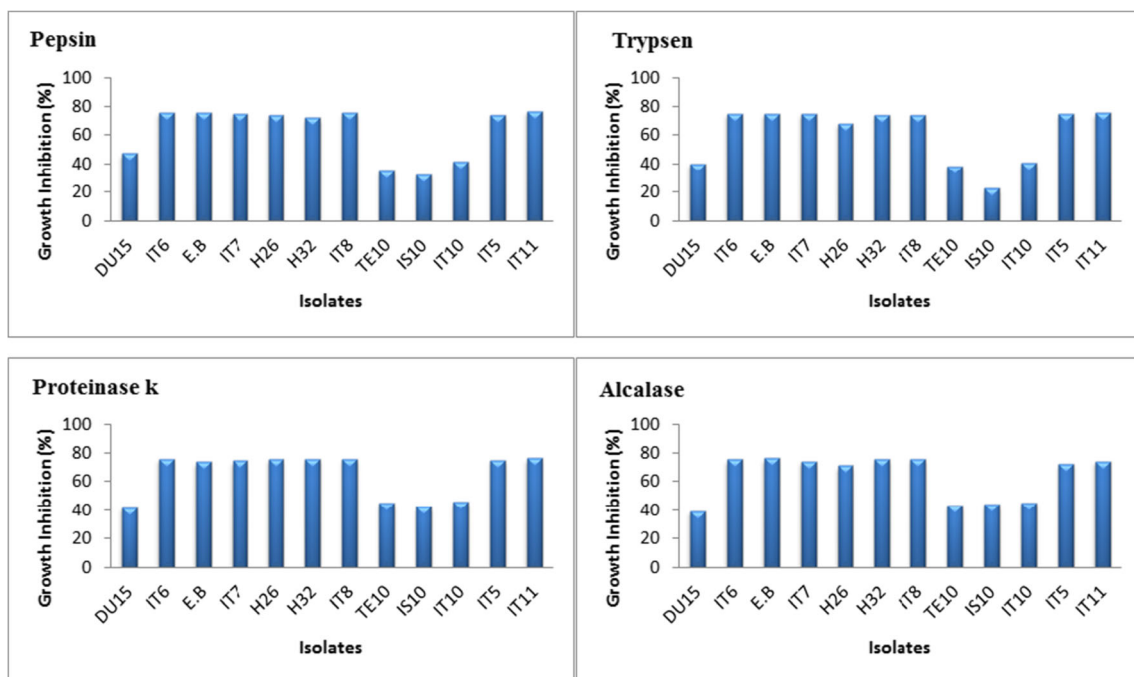 Pepsin
Growth Inhibition (%)
100
80
60
40
20
0
DU15 IT6 E.B IT7 H26 H32 IT8 TE10 IS10 IT10 IT5 IT11
Isolates
Trypsen
Growth Inhibition (%)
100
80
60
40
20
0
DU15 IT6 E.B IT7 H26 H32 IT8 TE10 IS10 IT10 IT5 IT11
Isolates
Proteinase k
Growth Inhibition (%)
100
80
60
40
20
0
DU15 IT6 E.B IT7 H26 H32 IT8 TE10 IS10 IT10 IT5 IT11
Isolates
Alcalase
Growth Inhibition (%)
100
80
60
40
20
0
DU15 IT6 E.B IT7 H26 H32 IT8 TE10 IS10 IT10 IT5 IT11
Isolates